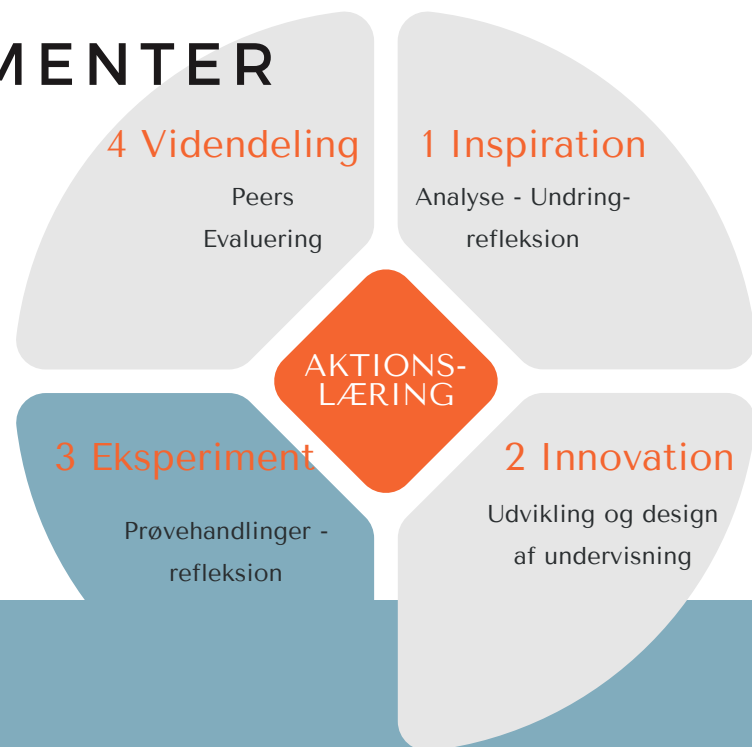 MENTER
4 Videndeling
Peers
Evaluering
1 Inspiration
Analyse - Undring-
refleksion
AKTIONS-
LÆRING
3 Eksperiment
Prøvehandlinger -
refleksion
2 Innovation
Udvikling og design
af undervisning